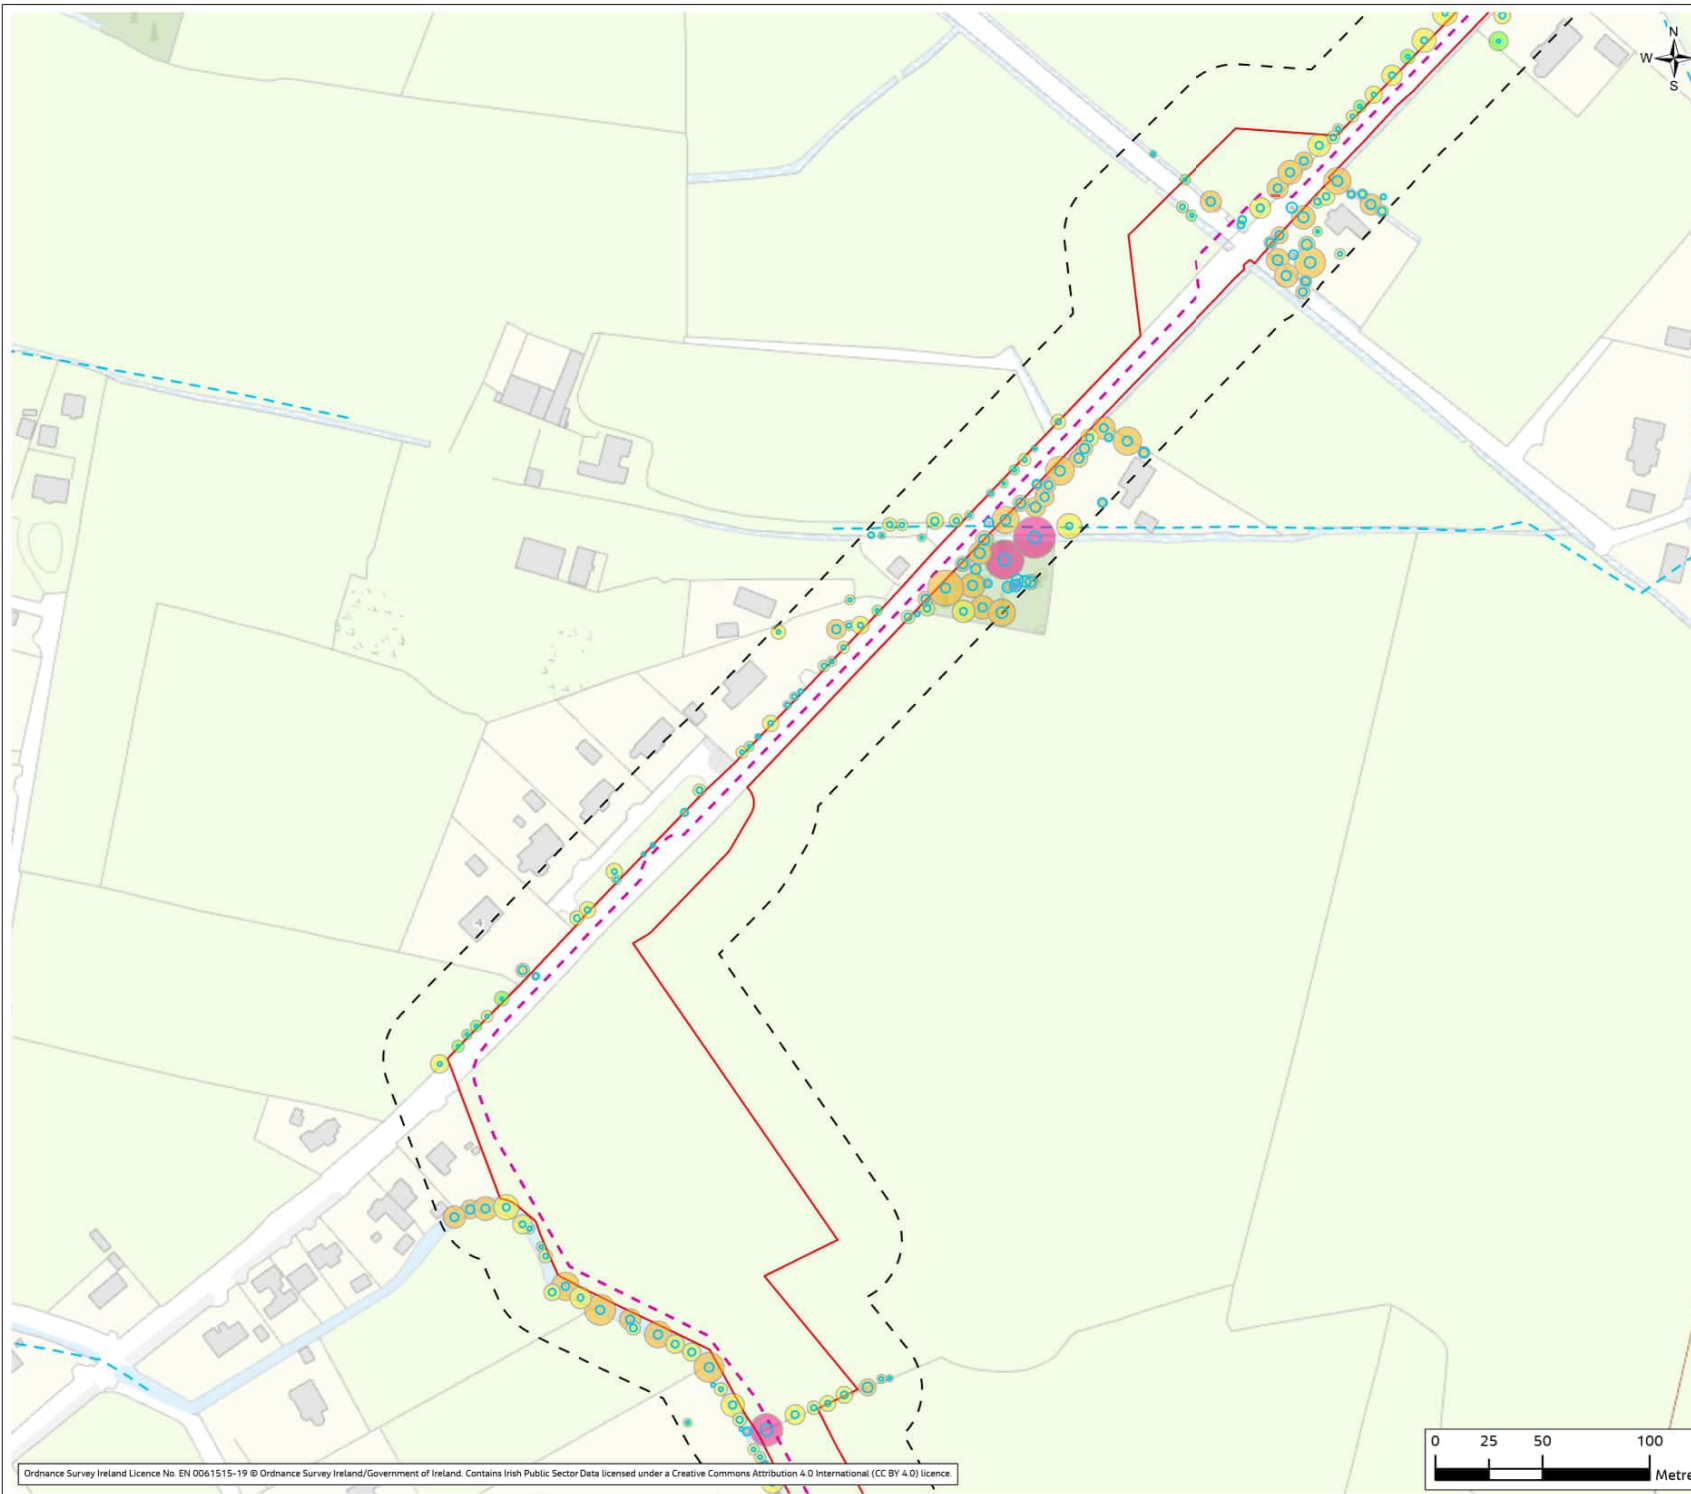 N
W
S
Ordnance Survey Ireland Licence No. EN 0061515-19 © Ordnance Survey Ireland/Government of Ireland. Contains Irish Public Sector Data licensed under a Creative Commons Attribution 4.0 International (CC BY 4.0) licence.
0 25 50 100
Metre